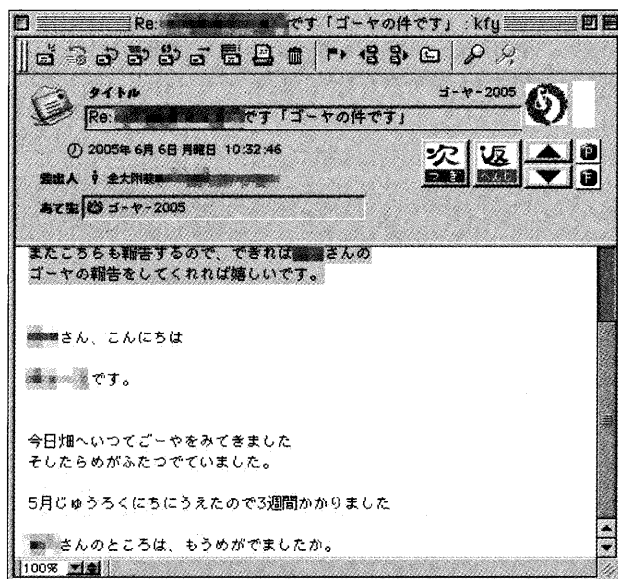 Re: です「ゴーヤの件です」 : kfy
タイトル
ゴーヤ-2005
Re: です「ゴーヤの件です」
2005年 6月 6日 月曜日 10:32:46
差出人 金大附
次 つぎ
返 へんじ
P
F
あて先 ゴーヤ-2005
またこちらも報告するので、できれば さんの
ゴーヤの報告をしてくれれば嬉しいです。
さん、こんにちは
です。
今日畑へいつてごーやをみてきました
そしたらめがふたつでていました。
5月じゅうろくにちにうえたので3週間かかりました
さんのところは、もうめがでましたか。
100%